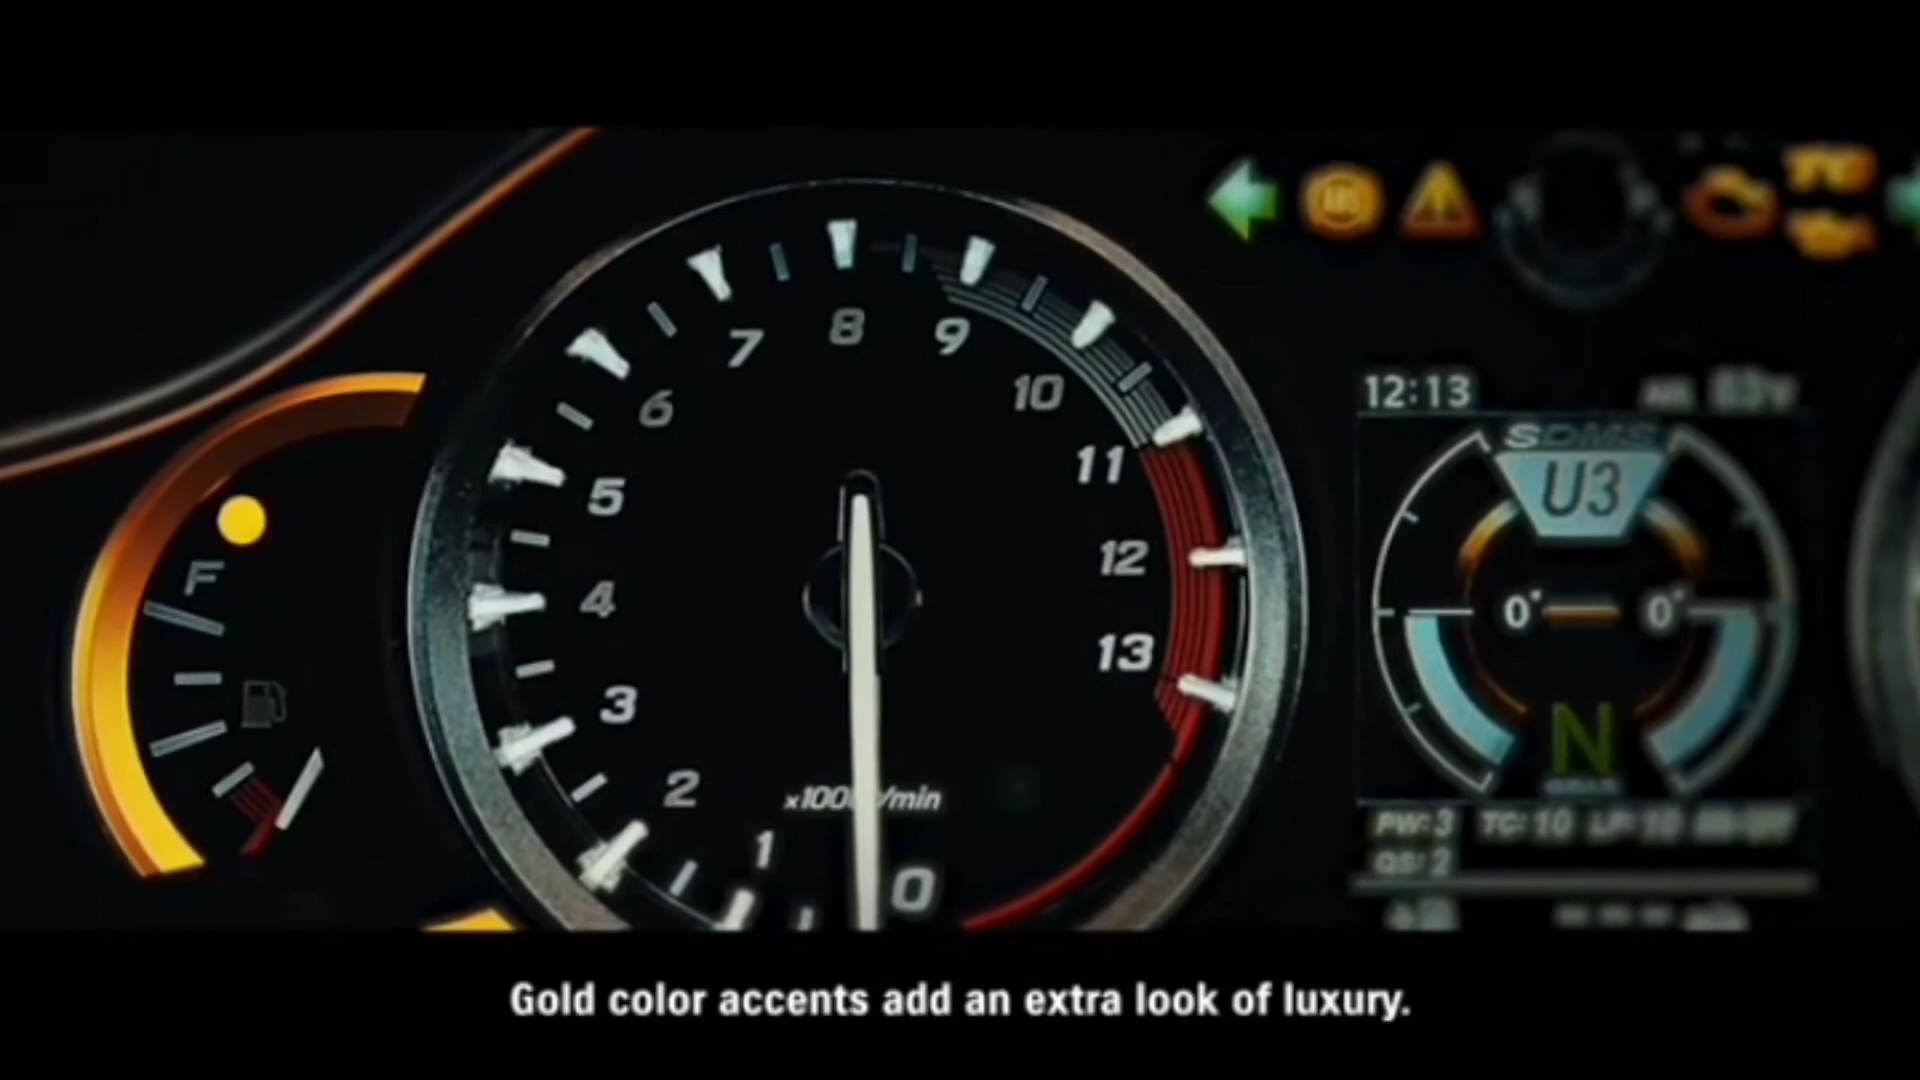 12:13
SDMS
U3
8
7
9
10
6
F
11
5
12
4
0° 0°
13
3
N
2
/min
PW:3 TC:10
1
QS:2
0
Gold color accents add an extra look of luxury.